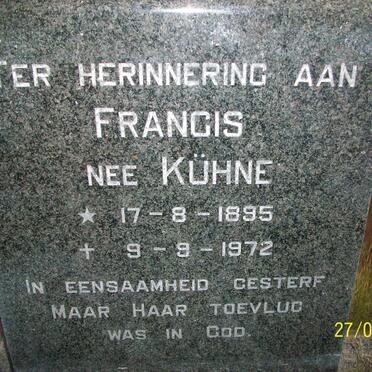 TER HERINNERING AAN
FRANCIS
NEE KÜHNE
★ 17-8-1895
✝ 9-9-1972
IN EENSAAMHEID GESTERF
MAAR HAAR TOEVLUG
WAS IN GOD.
27/0